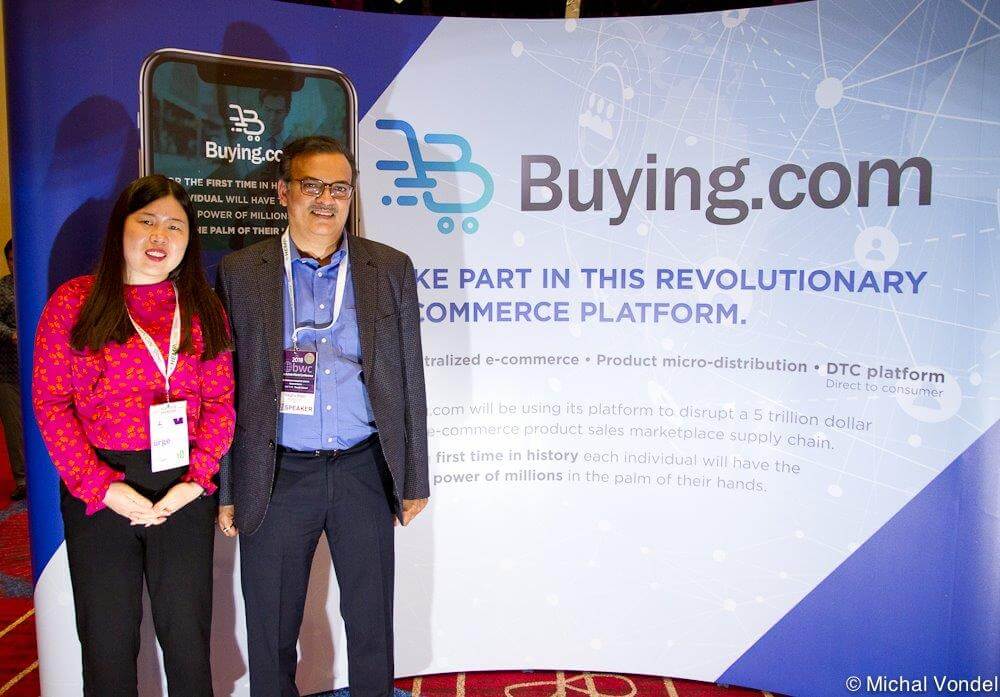 Buying.co
OR THE FIRST TIME IN H
IVIDUAL WILL HAVE T
POWER OF MILLION
THE PALM OF THEIR
Buying.com
KE PART IN THIS REVOLUTIONARY
COMMERCE PLATFORM.
tralized e-commerce • Product micro-distribution • DTC platform
Direct to consumer
.com will be using its platform to disrupt a 5 trillion dollar
e-commerce product sales marketplace supply chain.
first time in history each individual will have the
power of millions in the palm of their hands.
2018
bwc
SPEAKER
© Michal Vondel